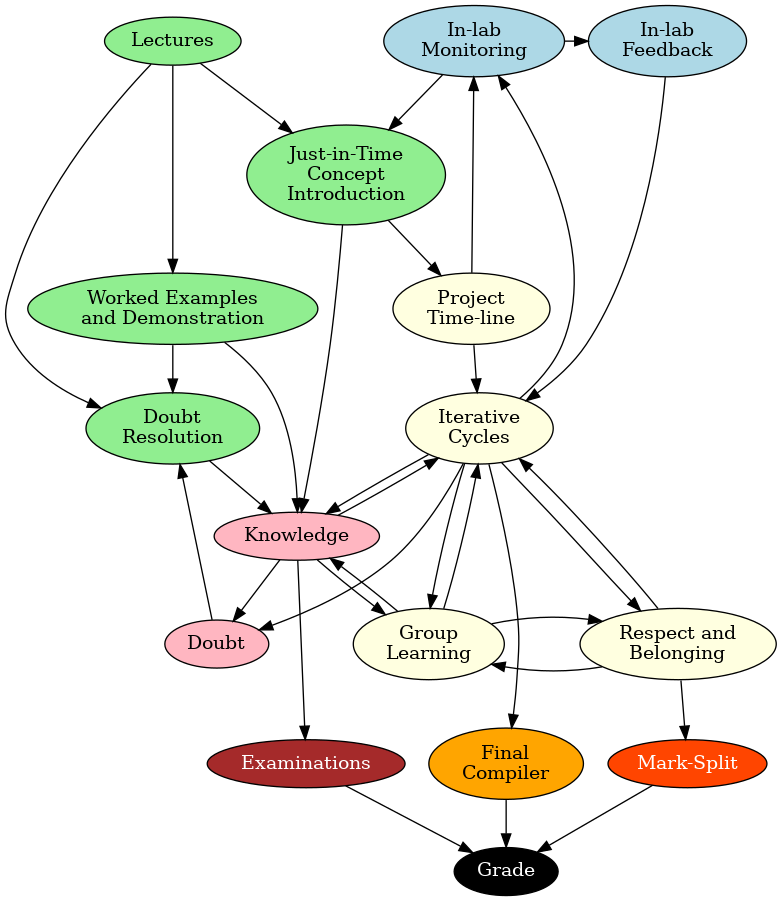 Lectures
In-lab
Monitoring
In-lab
Feedback
Just-in-Time
Concept
Introduction
Worked Examples
and Demonstration
Project
Time-line
Doubt
Resolution
Iterative
Cycles
Knowledge
Doubt
Group
Learning
Respect and
Belonging
Examinations
Final
Compiler
Mark-Split
Grade